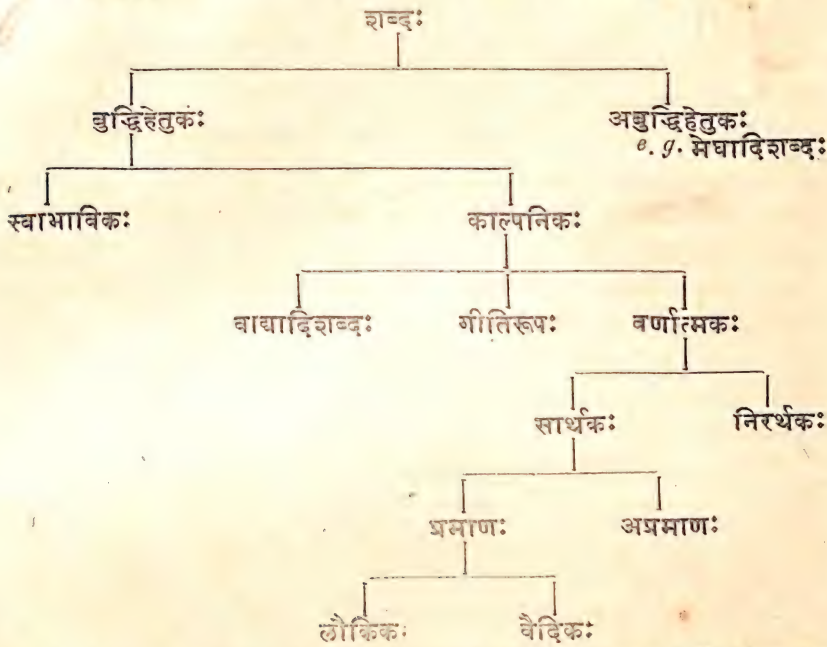 शब्दः
बुद्धिहेतुकः अबुद्धिहेतुकः
e. g. मेघादिशब्दः
स्वाभाविकः काल्पनिकः
वाद्यादिशब्दः गीतिरूपः वर्णात्मकः
सार्थकः निरर्थकः
प्रमाणः अप्रमाणः
लौकिकः वैदिकः